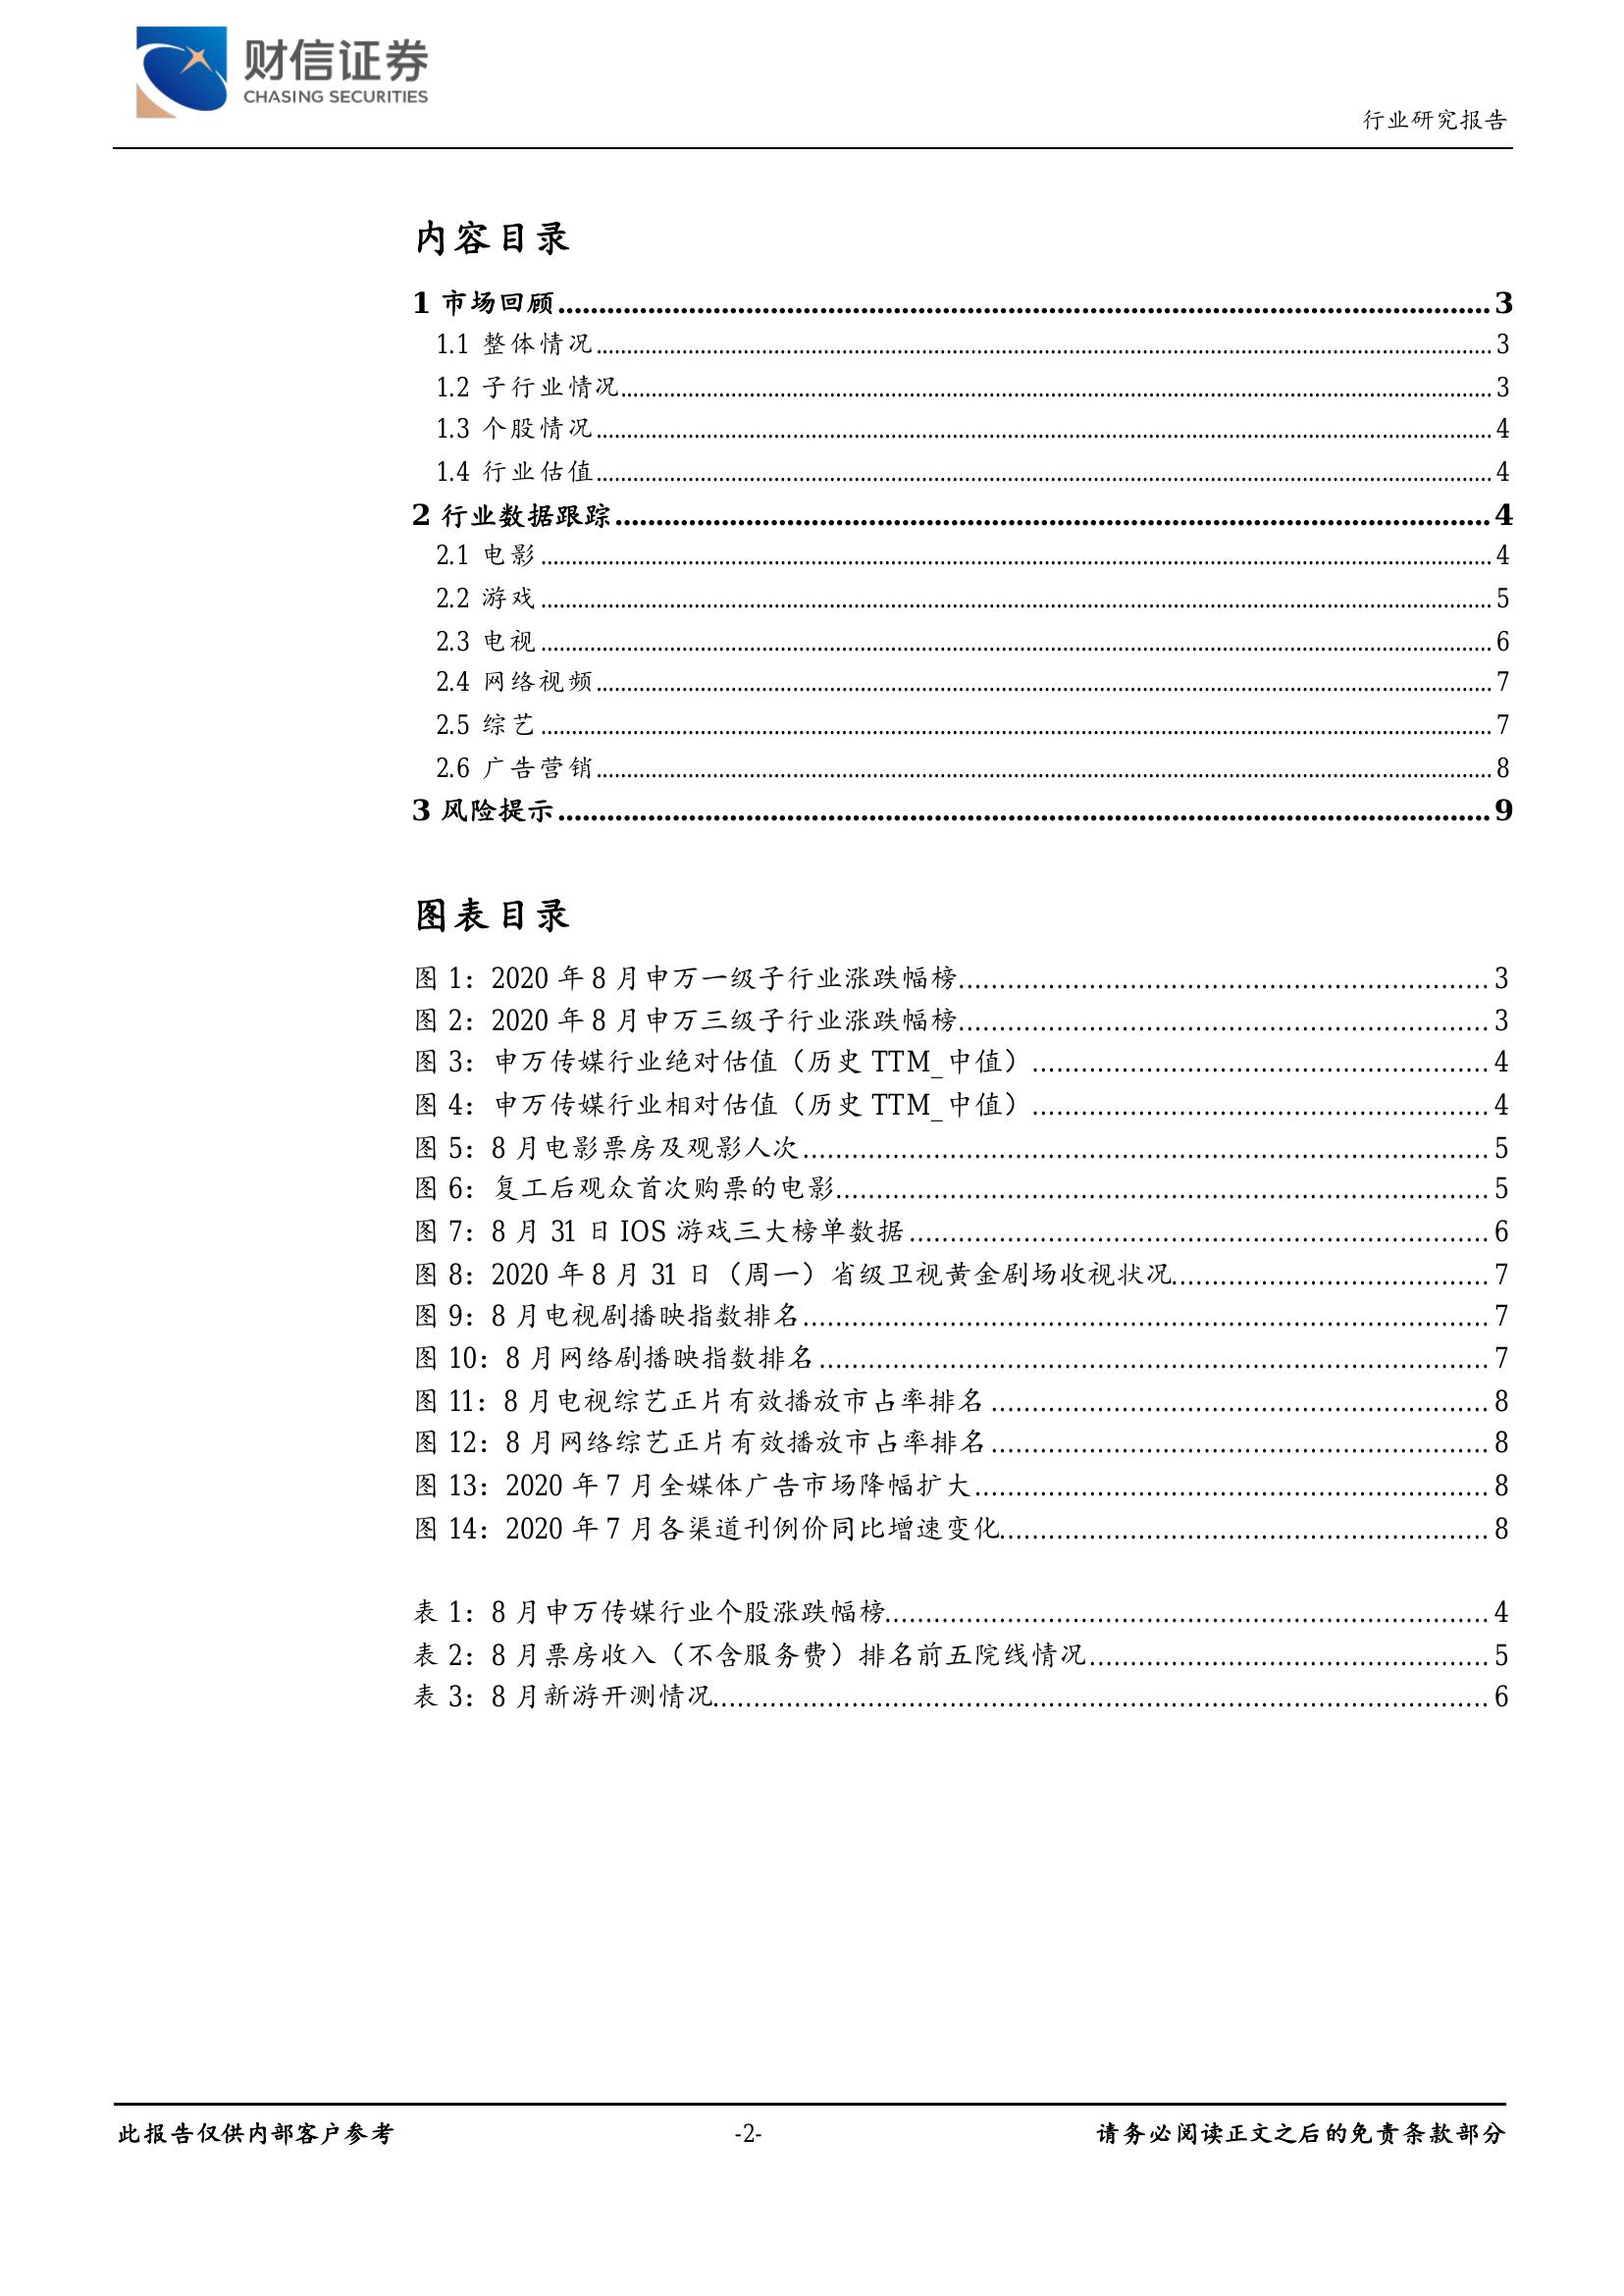 财信证券
CHASING SECURITIES
行业研究报告
内容目录
1 市场回顾...............3
1.1 整体情况...............3
1.2 子行业情况...............3
1.3 个股情况...............4
1.4 行业估值...............4
2 行业数据跟踪...............4
2.1 电影...............4
2.2 游戏...............5
2.3 电视...............6
2.4 网络视频...............7
2.5 综艺...............7
2.6 广告营销...............8
3 风险提示...............9
图表目录
图 1：2020 年 8 月申万一级子行业涨跌幅榜...............3
图 2：2020 年 8 月申万三级子行业涨跌幅榜...............3
图 3：申万传媒行业绝对估值（历史 TTM_中值）...............4
图 4：申万传媒行业相对估值（历史 TTM_中值）...............4
图 5：8 月电影票房及观影人次...............5
图 6：复工后观众首次购票的电影...............5
图 7：8 月 31 日 IOS 游戏三大榜单数据...............6
图 8：2020 年 8 月 31 日（周一）省级卫视黄金剧场收视状况...............7
图 9：8 月电视剧播映指数排名...............7
图 10：8 月网络剧播映指数排名...............7
图 11：8 月电视综艺正片有效播放市占率排名...............8
图 12：8 月网络综艺正片有效播放市占率排名...............8
图 13：2020 年 7 月全媒体广告市场降幅扩大...............8
图 14：2020 年 7 月各渠道刊例价同比增速变化...............8
表 1：8 月申万传媒行业个股涨跌幅榜...............4
表 2：8 月票房收入（不含服务费）排名前五院线情况...............5
表 3：8 月新游开测情况...............6
此报告仅供内部客户参考
-2-
请务必阅读正文之后的免责条款部分